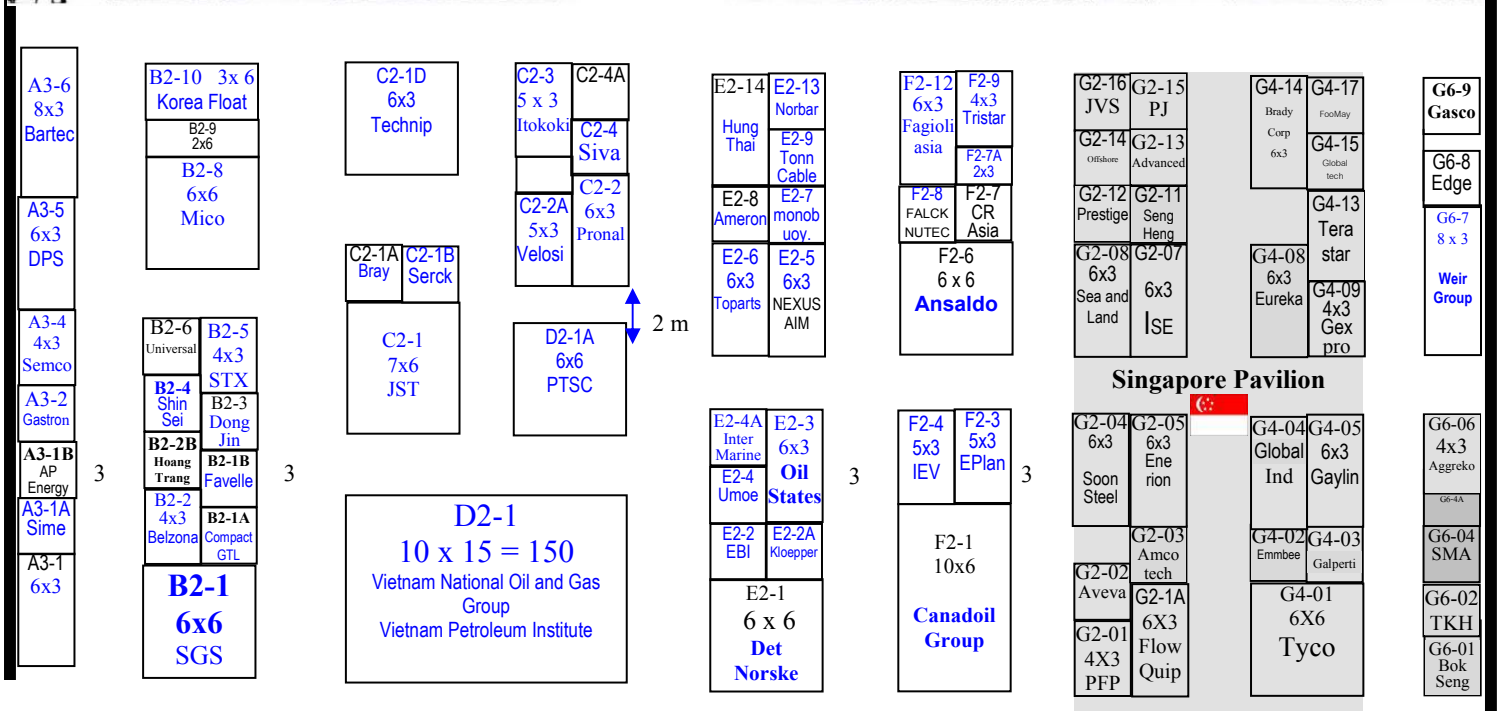 A3-6
8x3
Bartec
A3-5
6x3
DPS
A3-4
4x3
Semco
A3-2
Gastron
A3-1B
AP
Energy
A3-1A
Sime
A3-1
6x3
3
B2-10 3x 6
Korea Float
B2-9
2x6
B2-8
6x6
Mico
B2-6
Universal
B2-5
4x3
STX
B2-4
Shin
Sei
B2-3
Dong
Jin
B2-2B
Hoang
Trang
B2-1B
Favelle
B2-2
4x3
Belzona
B2-1A
Compact
GTL
B2-1
6x6
SGS
3
C2-1D
6x3
Technip
C2-1A
Bray
C2-1B
Serck
C2-1
7x6
JST
C2-3
5 x 3
Itokoki
C2-4A
C2-4
Siva
C2-2A
5x3
Velosi
C2-2
6x3
Pronal
2 m
D2-1A
6x6
PTSC
D2-1
10 x 15 = 150
Vietnam National Oil and Gas
Group
Vietnam Petroleum Institute
E2-14
Hung
Thai
E2-13
Norbar
E2-9
Tonn
Cable
E2-8
Ameron
E2-7
monob
uoy.
E2-6
6x3
Toparts
E2-5
6x3
NEXUS
AIM
E2-4A
Inter
Marine
E2-3
6x3
Oil
States
E2-4
Umoe
E2-2
EBI
E2-2A
Kloepper
E2-1
6 x 6
Det
Norske
3
F2-12
6x3
Fagioli
asia
F2-9
4x3
Tristar
F2-7A
2x3
F2-8
FALCK
NUTEC
F2-7
CR
Asia
F2-6
6 x 6
Ansaldo
F2-4
5x3
IEV
F2-3
5x3
EPlan
F2-1
10x6
Canadoil
Group
3
G2-16
JVS
G2-15
PJ
G2-14
Offshore
G2-13
Advanced
G2-12
Prestige
G2-11
Seng
Heng
G2-08
6x3
Sea and
Land
G2-07
6x3
ISE
G4-14
Brady
Corp
6x3
G4-17
FooMay
G4-15
Global
tech
G4-13
Tera
star
G4-08
6x3
Eureka
G4-09
4x3
Gex
pro
Singapore Pavilion
G2-04
6x3
Soon
Steel
G2-05
6x3
Ene
rion
G2-03
Amco
tech
G2-02
Aveva
G2-1A
6X3
Flow
Quip
G2-01
4X3
PFP
G4-04
Global
Ind
G4-05
6x3
Gaylin
G4-02
Emmbee
G4-03
Galperti
G4-01
6X6
Tyco
G6-9
Gasco
G6-8
Edge
G6-7
8 x 3
Weir
Group
G6-06
4x3
Aggreko
G6-4A
G6-04
SMA
G6-02
TKH
G6-01
Bok
Seng